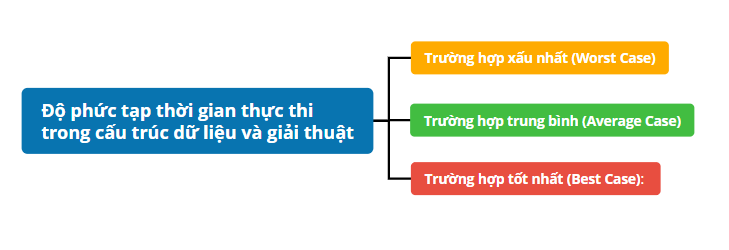 Độ phức tạp thời gian thực thi
trong cấu trúc dữ liệu và giải thuật
Trường hợp xấu nhất (Worst Case)
Trường hợp trung bình (Average Case)
Trường hợp tốt nhất (Best Case):